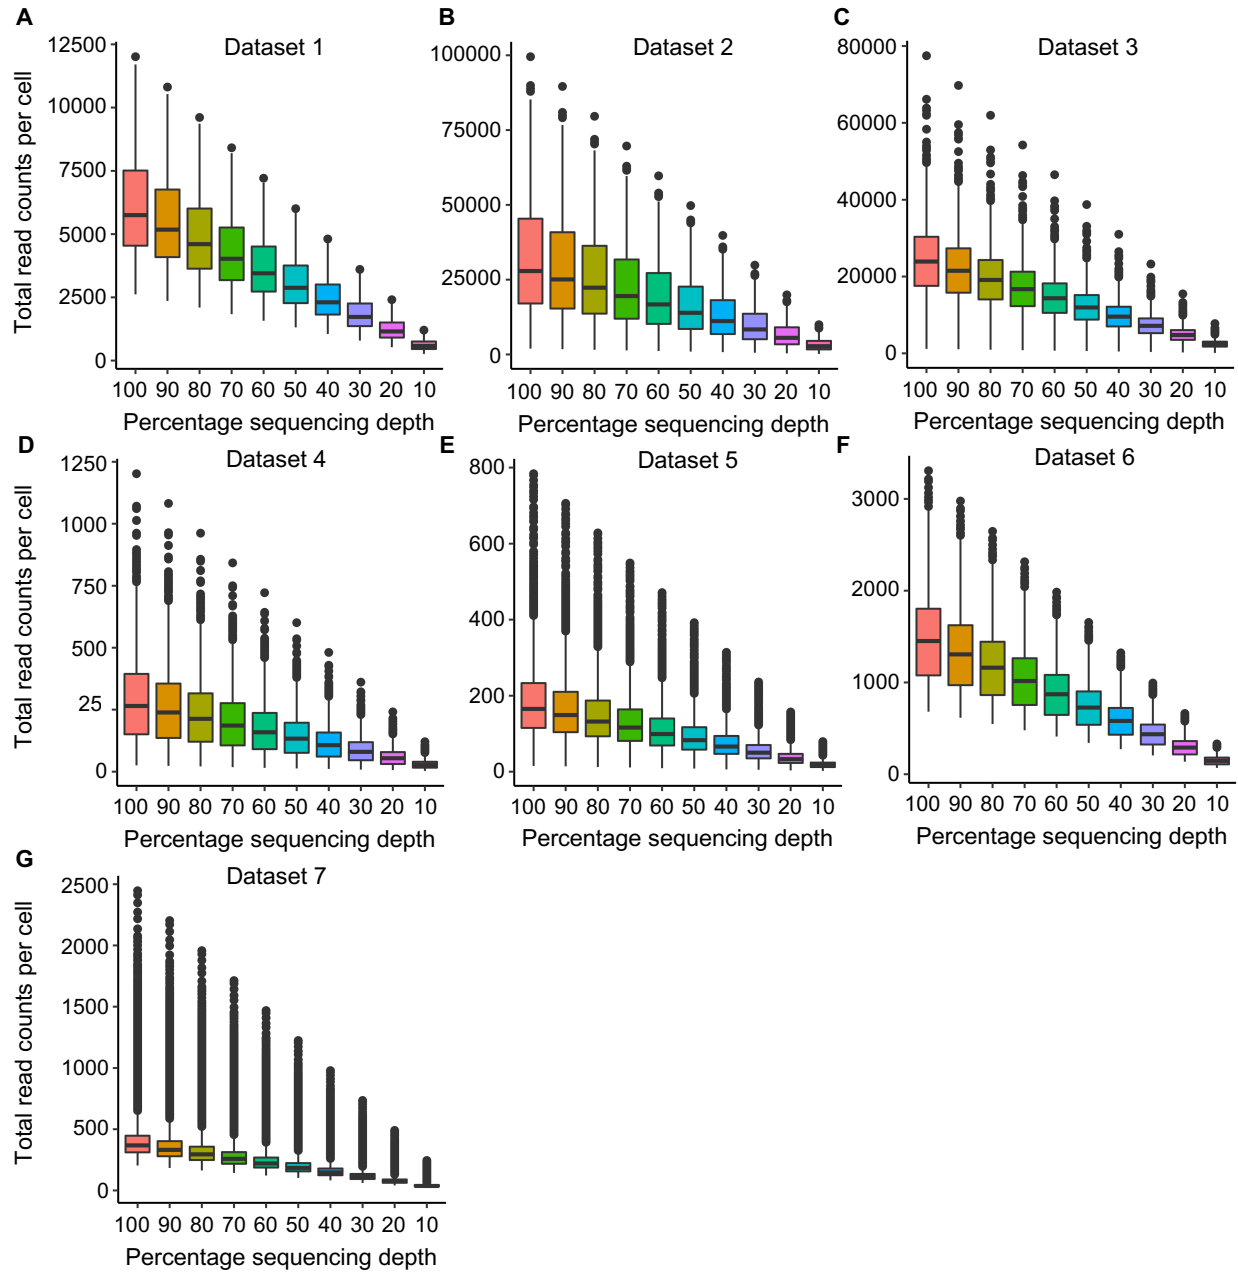 A
Dataset 1
Total read counts per cell
12500
10000
7500
5000
2500
0
100 90 80 70 60 50 40 30 20 10
Percentage sequencing depth
B
Dataset 2
100000
75000
50000
25000
0
100 90 80 70 60 50 40 30 20 10
Percentage sequencing depth
C
Dataset 3
80000
60000
40000
20000
0
100 90 80 70 60 50 40 30 20 10
Percentage sequencing depth
D
Dataset 4
Total read counts per cell
1250
1000
750
500
25
0
100 90 80 70 60 50 40 30 20 10
Percentage sequencing depth
E
Dataset 5
800
600
400
200
0
100 90 80 70 60 50 40 30 20 10
Percentage sequencing depth
F
Dataset 6
3000
2000
1000
0
100 90 80 70 60 50 40 30 20 10
Percentage sequencing depth
G
Dataset 7
Total read counts per cell
2500
2000
1500
1000
500
0
100 90 80 70 60 50 40 30 20 10
Percentage sequencing depth